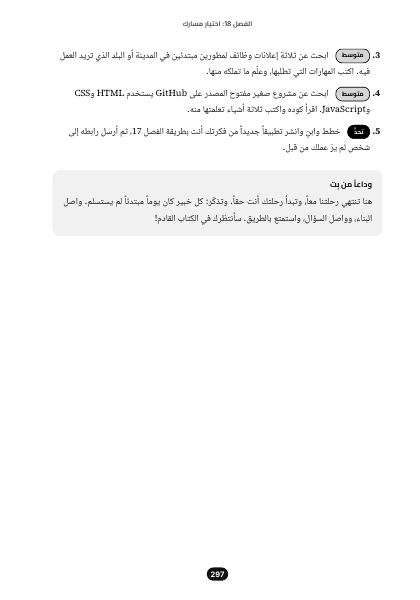 الفصل 18: اختيار مسارك
3. متوسط ابحث عن ثلاثة إعلانات وظائف لمطورين مبتدئين في المدينة أو البلد الذي تريد العمل
فيه. اكتب المهارات التي تطلبها، وعلّم ما تملكه منها.
4. متوسط ابحث عن مشروع صغير مفتوح المصدر على GitHub يستخدم HTML وCSS
وJavaScript. اقرأ كوده واكتب ثلاثة أشياء تعلمتها منه.
5. تحدٍّ خطط وابنِ وانشر تطبيقاً جديداً من فكرتك أنت بطريقة الفصل 17، ثم أرسل رابطه إلى
شخص لم يرَ عملك من قبل.
وداعاً من بِت
هنا تنتهي رحلتنا معاً، وتبدأ رحلتك أنت حقاً. وتذكّر: كل خبير كان يوماً مبتدئاً لم يستسلم. واصل
البناء، وواصل السؤال، واستمتع بالطريق. سأنتظرك في الكتاب القادم!
297